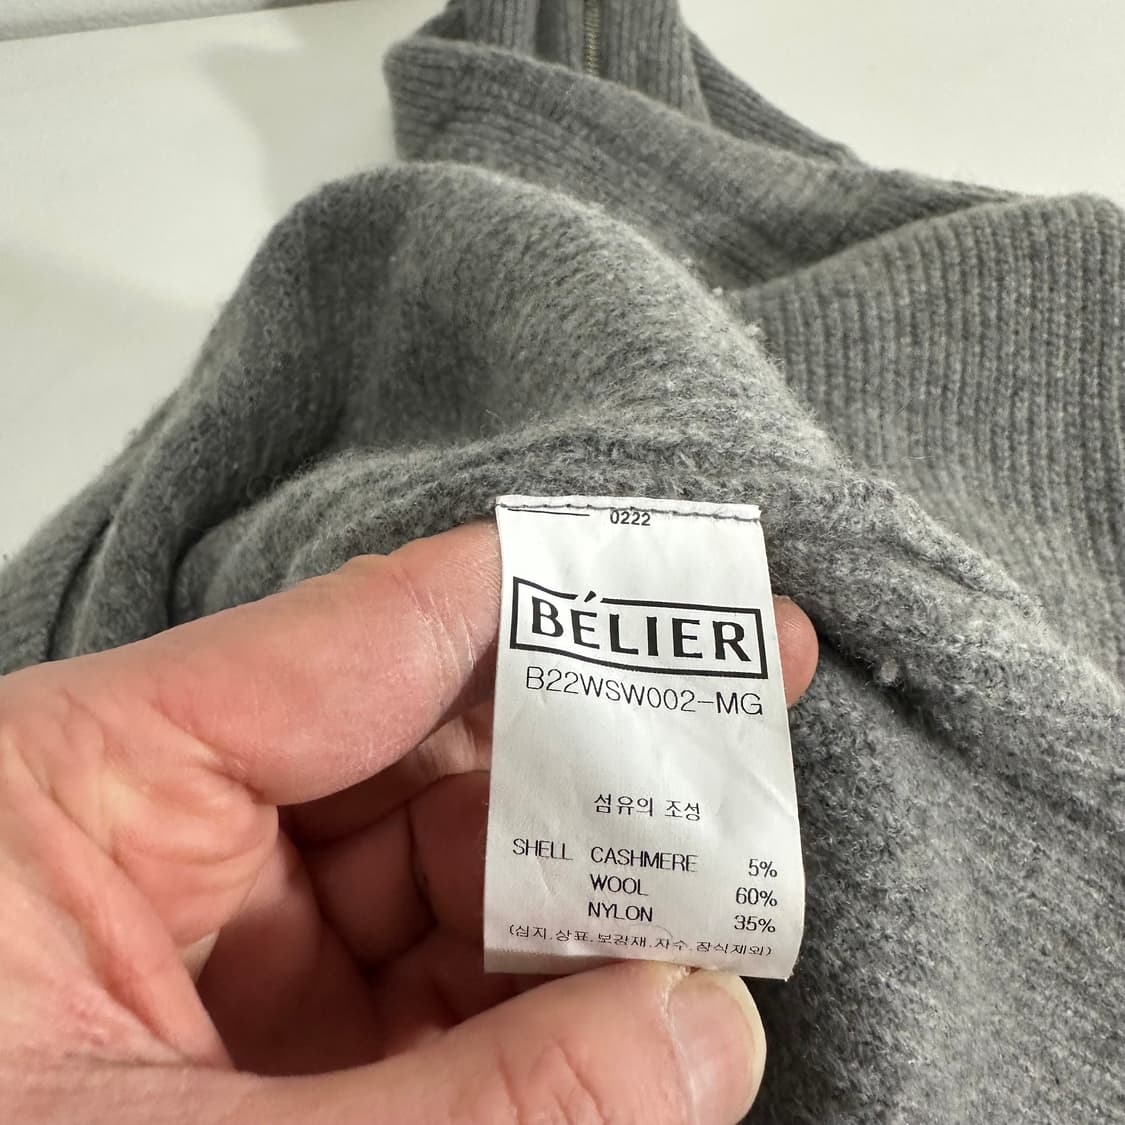 0222
BÉLIER
B22WSW002-MG
섬유의 조성
SHELL CASHMERE 5%
WOOL 60%
NYLON 35%
(심지.상표.보강재.자수.장식제외)